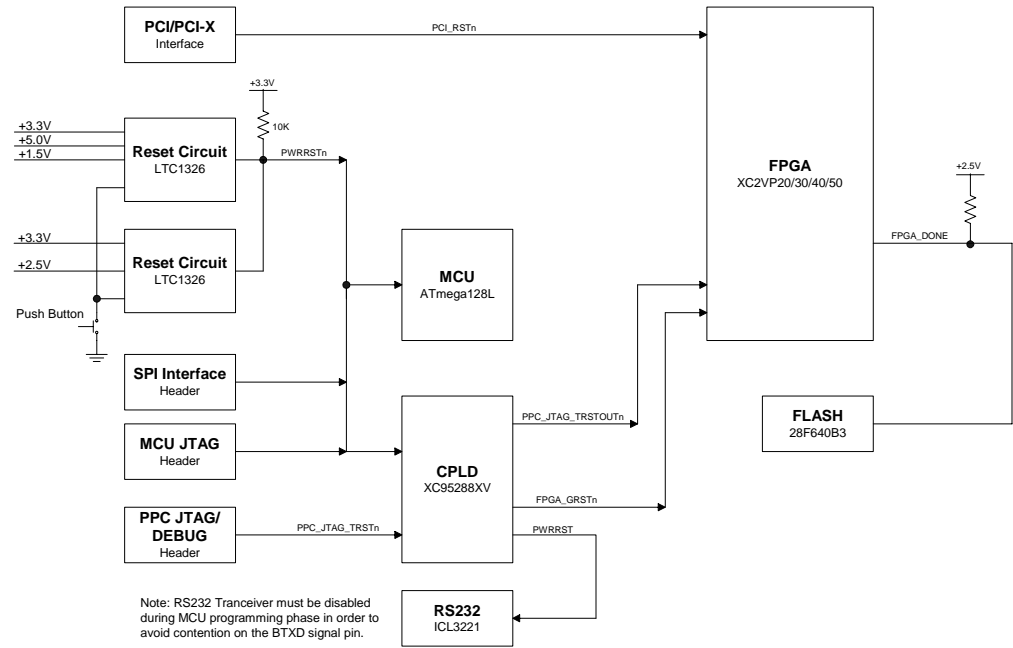 PCI/PCI-X
Interface
PCI_RSTn
+3.3V
10K
+3.3V
+5.0V
+1.5V
Reset Circuit
LTC1326
PWRRSTn
FPGA
XC2VP20/30/40/50
+2.5V
FPGA_DONE
+3.3V
+2.5V
Reset Circuit
LTC1326
MCU
ATmega128L
Push Button
SPI Interface
Header
PPC_JTAG_TRSTOUTn
FLASH
28F640B3
MCU JTAG
Header
CPLD
XC95288XV
FPGA_GRSTn
PPC JTAG/
DEBUG
Header
PPC_JTAG_TRSTn
PWRRST
Note: RS232 Tranceiver must be disabled
during MCU programming phase in order to
avoid contention on the BTXD signal pin.
RS232
ICL3221